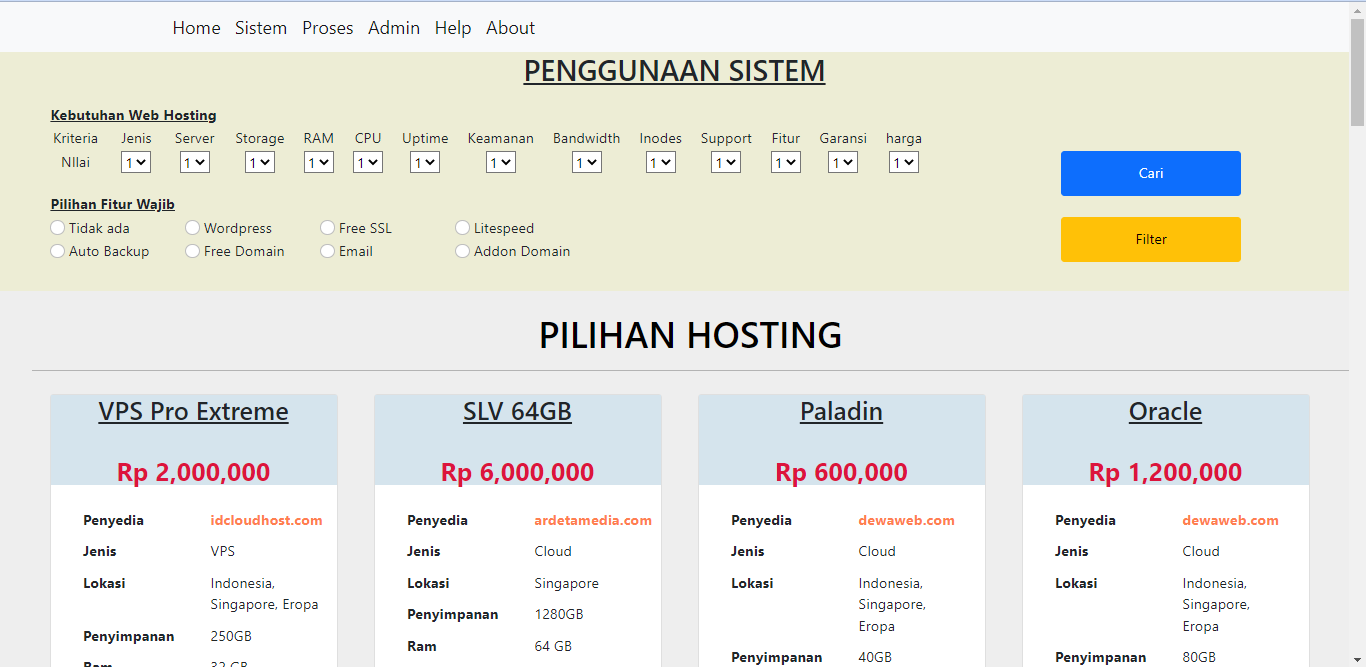 Home Sistem Proses Admin Help About
PENGGUNAAN SISTEM
Kebutuhan Web Hosting
Kriteria Jenis Server Storage RAM CPU Uptime Keamanan Bandwidth Inodes Support Fitur Garansi harga
NIlai 1 1 1 1 1 1 1 1 1 1 1 1 1
Cari
Pilihan Fitur Wajib
Tidak ada Wordpress Free SSL Litespeed
Auto Backup Free Domain Email Addon Domain
Filter
PILIHAN HOSTING
VPS Pro Extreme
Rp 2,000,000
Penyedia idcloudhost.com
Jenis VPS
Lokasi Indonesia,
Singapore, Eropa
Penyimpanan 250GB
Ram 32 GB
SLV 64GB
Rp 6,000,000
Penyedia ardetamedia.com
Jenis Cloud
Lokasi Singapore
Penyimpanan 1280GB
Ram 64 GB
Paladin
Rp 600,000
Penyedia dewaweb.com
Jenis Cloud
Lokasi Indonesia,
Singapore,
Eropa
Penyimpanan 40GB
Oracle
Rp 1,200,000
Penyedia dewaweb.com
Jenis Cloud
Lokasi Indonesia,
Singapore,
Eropa
Penyimpanan 80GB